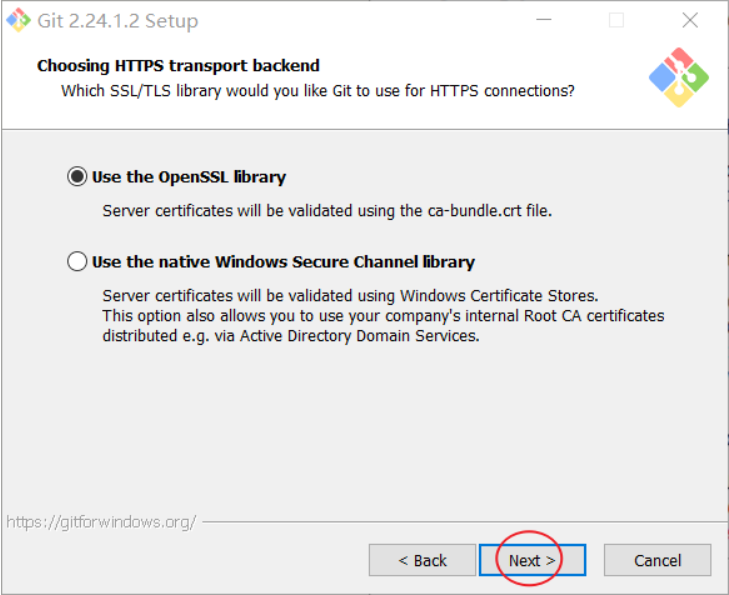 Git 2.24.1.2 Setup
Choosing HTTPS transport backend
Which SSL/TLS library would you like Git to use for HTTPS connections?
Use the OpenSSL library
Server certificates will be validated using the ca-bundle.crt file.
Use the native Windows Secure Channel library
Server certificates will be validated using Windows Certificate Stores.
This option also allows you to use your company's internal Root CA certificates
distributed e.g. via Active Directory Domain Services.
https://gitforwindows.org/
< Back
Next >
Cancel